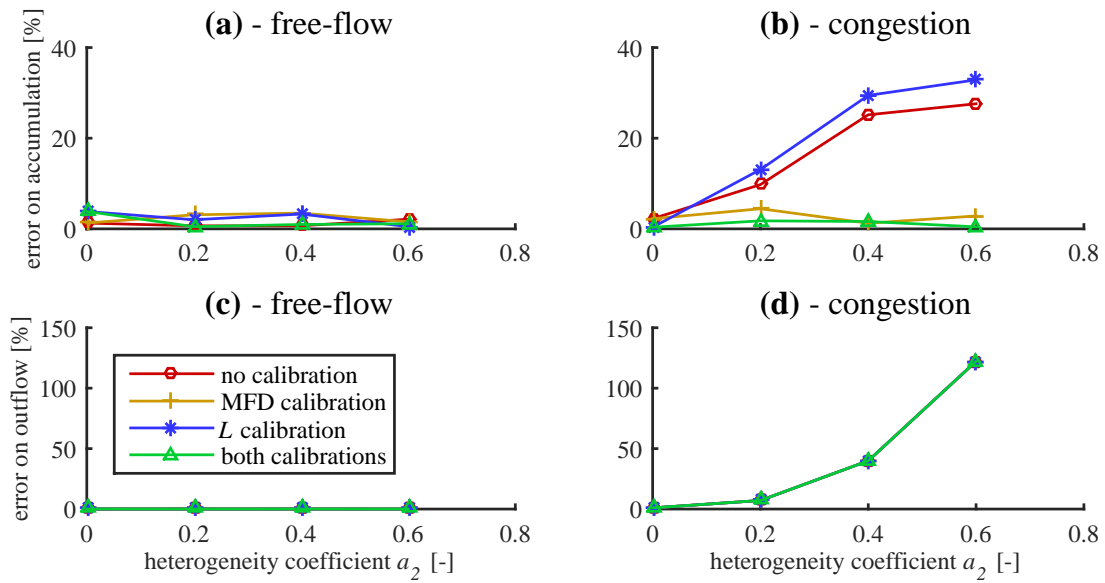 (a) - free-flow
(b) - congestion
error on accumulation [%]
40
20
0
0 0.2 0.4 0.6 0.8
40
20
0
0 0.2 0.4 0.6 0.8
(c) - free-flow
(d) - congestion
error on outflow [%]
150
100
50
0
no calibration
MFD calibration
L calibration
both calibrations
0 0.2 0.4 0.6 0.8
heterogeneity coefficient a2 [-]
150
100
50
0
0 0.2 0.4 0.6 0.8
heterogeneity coefficient a2 [-]